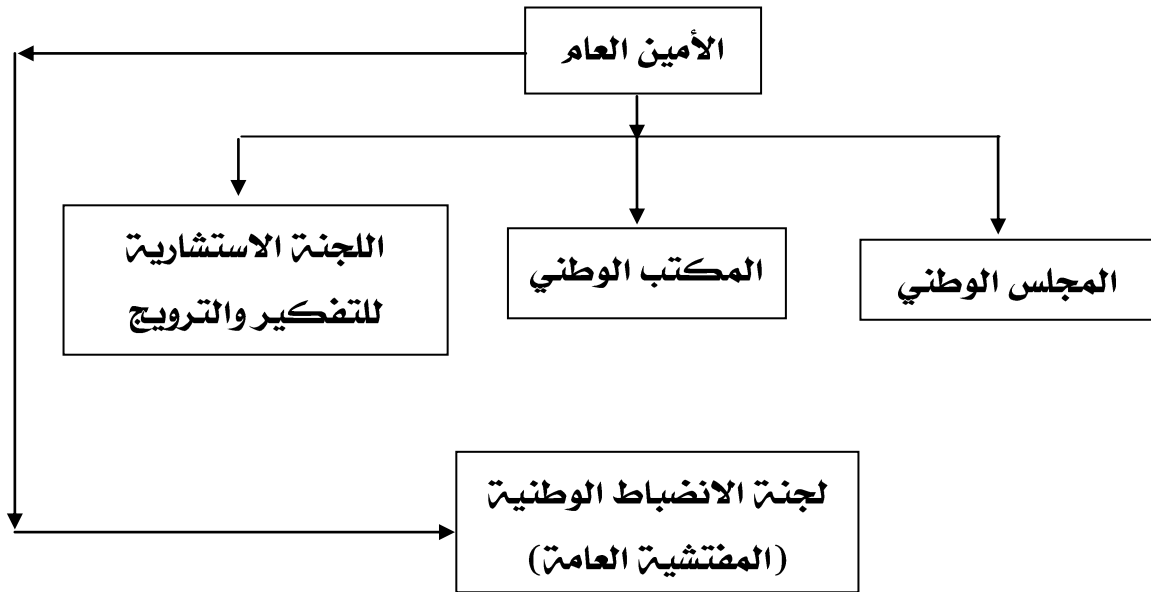 الأمين العام
المجلس الوطني
المكتب الوطني
اللجنة الاستشارية
للتفكير والترويج
لجنة الانضباط الوطنية
(المفتشية العامة)